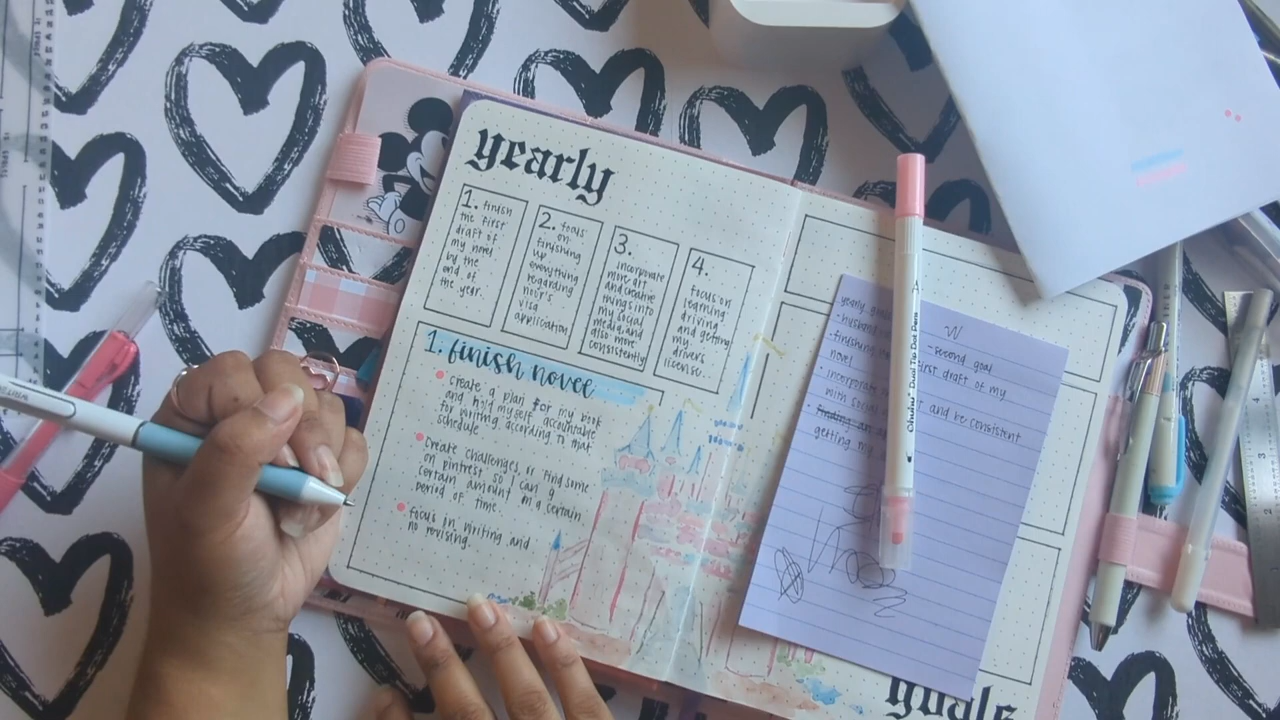 yearly
1. finish
the first
draft of
my novel
by the
end of
the year.
2. focus
on
finishing
up
everything
regarding
noir's
visa
application
3.
incorporate
more art
and creative
things into
my social
media, and
also more
consistently
4.
focus on
learning
driving
and getting
my
drivers
license.
1. finish novel
create a plan for my book
and hold myself accountable
for writing according to that
schedule
create challenges or find some
on pintrest so I can q
certain amount in a certain
period of time.
focus on writing and
no revising.
yearly
husband
finishing
novel
incorporate
with social
getting my
- second goal
first draft of my
and be consistent
Ohuhu Dual Tip Dot Pens
goals